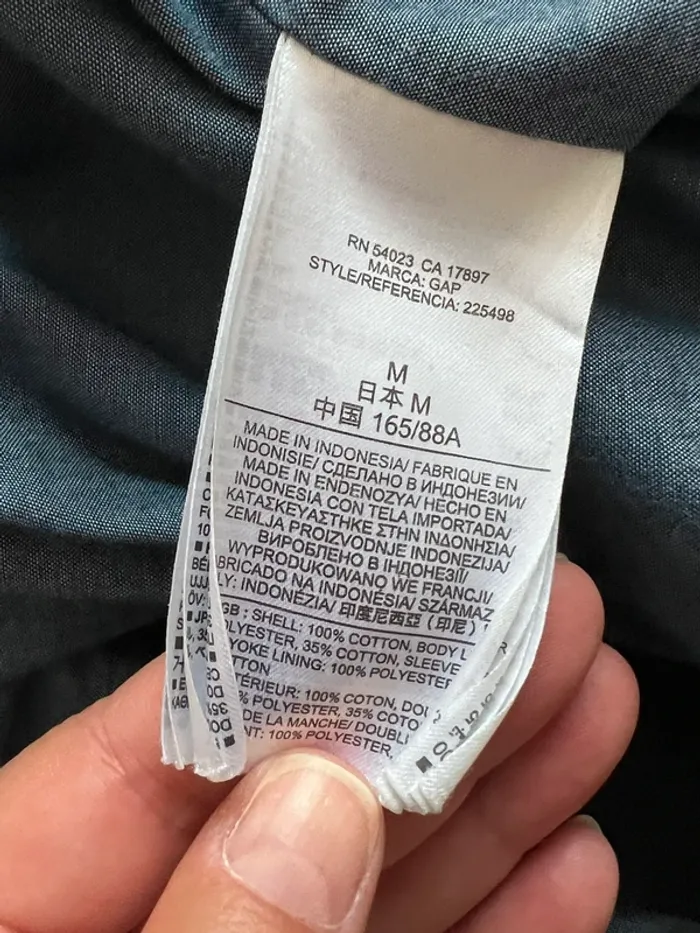 RN 54023 CA 17897
MARCA: GAP
STYLE/REFERENCIA: 225498
M
日本 M
中国 165/88A
MADE IN INDONESIA/ FABRIQUE EN
INDONISIE/ СДЕЛАНО В ИНДОНЕЗИИ/
MADE IN ENDENOZYA/ HECHO EN
INDONESIA CON TELA IMPORTADA/
ΚΑΤΑΣΚΕΥΑΣΤΗΚΕ ΣΤΗΝ ΙΝΔΟΝΗΣΙΑ/
ZEMLJA PROIZVODNJE INDONEZIJA/
ВИРОБЛЕНО В ІНДОНЕЗІЇ/
WYPRODUKOWANO WE FRANCJI/
FABRICADO NA INDONÉSIA/ SZÁRMAZ
LY: INDONÉZIA/ 印度尼西亞 (印尼)
GB : SHELL: 100% COTTON, BODY L
OLYESTER, 35% COTTON, SLEEVE
YOKE LINING: 100% POLYESTER
TTON
TÉRIEUR: 100% COTON, DOU
% POLYESTER, 35% COTO
DE LA MANCHE/ DOUBL
NT: 100% POLYESTER,